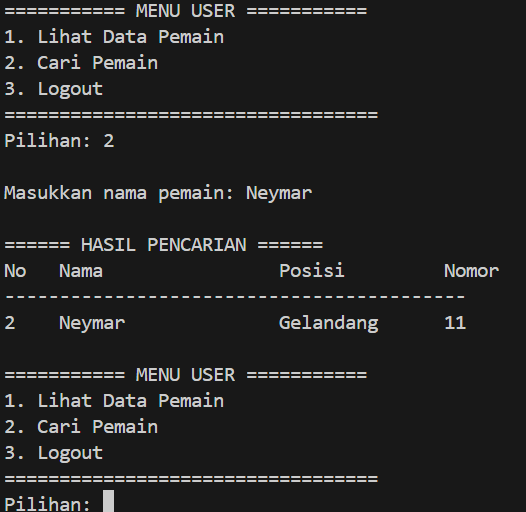 =========== MENU USER ===========
1. Lihat Data Pemain
2. Cari Pemain
3. Logout
==================================
Pilihan: 2
Masukkan nama pemain: Neymar
====== HASIL PENCARIAN ======
No   Nama                Posisi         Nomor
------------------------------------------
2    Neymar              Gelandang      11
=========== MENU USER ===========
1. Lihat Data Pemain
2. Cari Pemain
3. Logout
==================================
Pilihan: